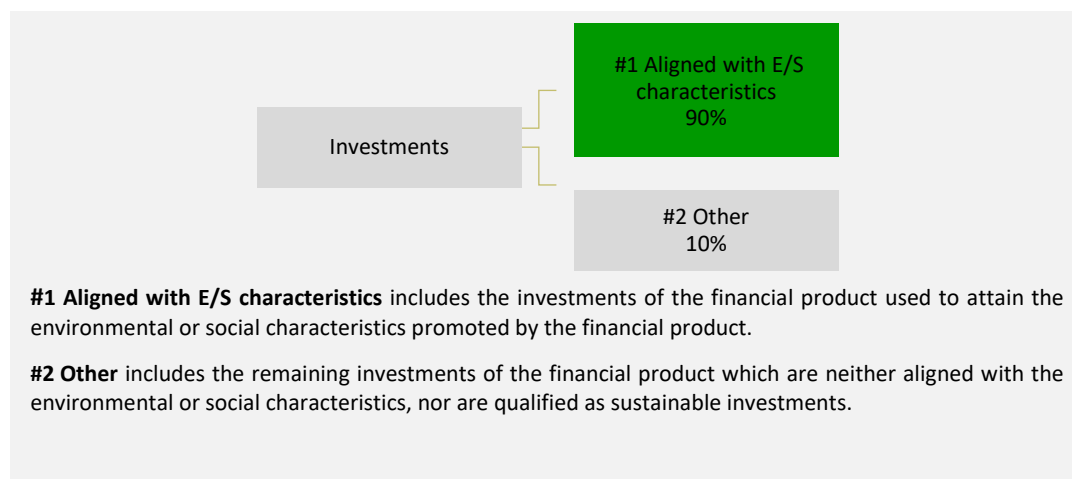 #1 Aligned with E/S
characteristics
90%
Investments
#2 Other
10%
#1 Aligned with E/S characteristics includes the investments of the financial product used to attain the
environmental or social characteristics promoted by the financial product.
#2 Other includes the remaining investments of the financial product which are neither aligned with the
environmental or social characteristics, nor are qualified as sustainable investments.